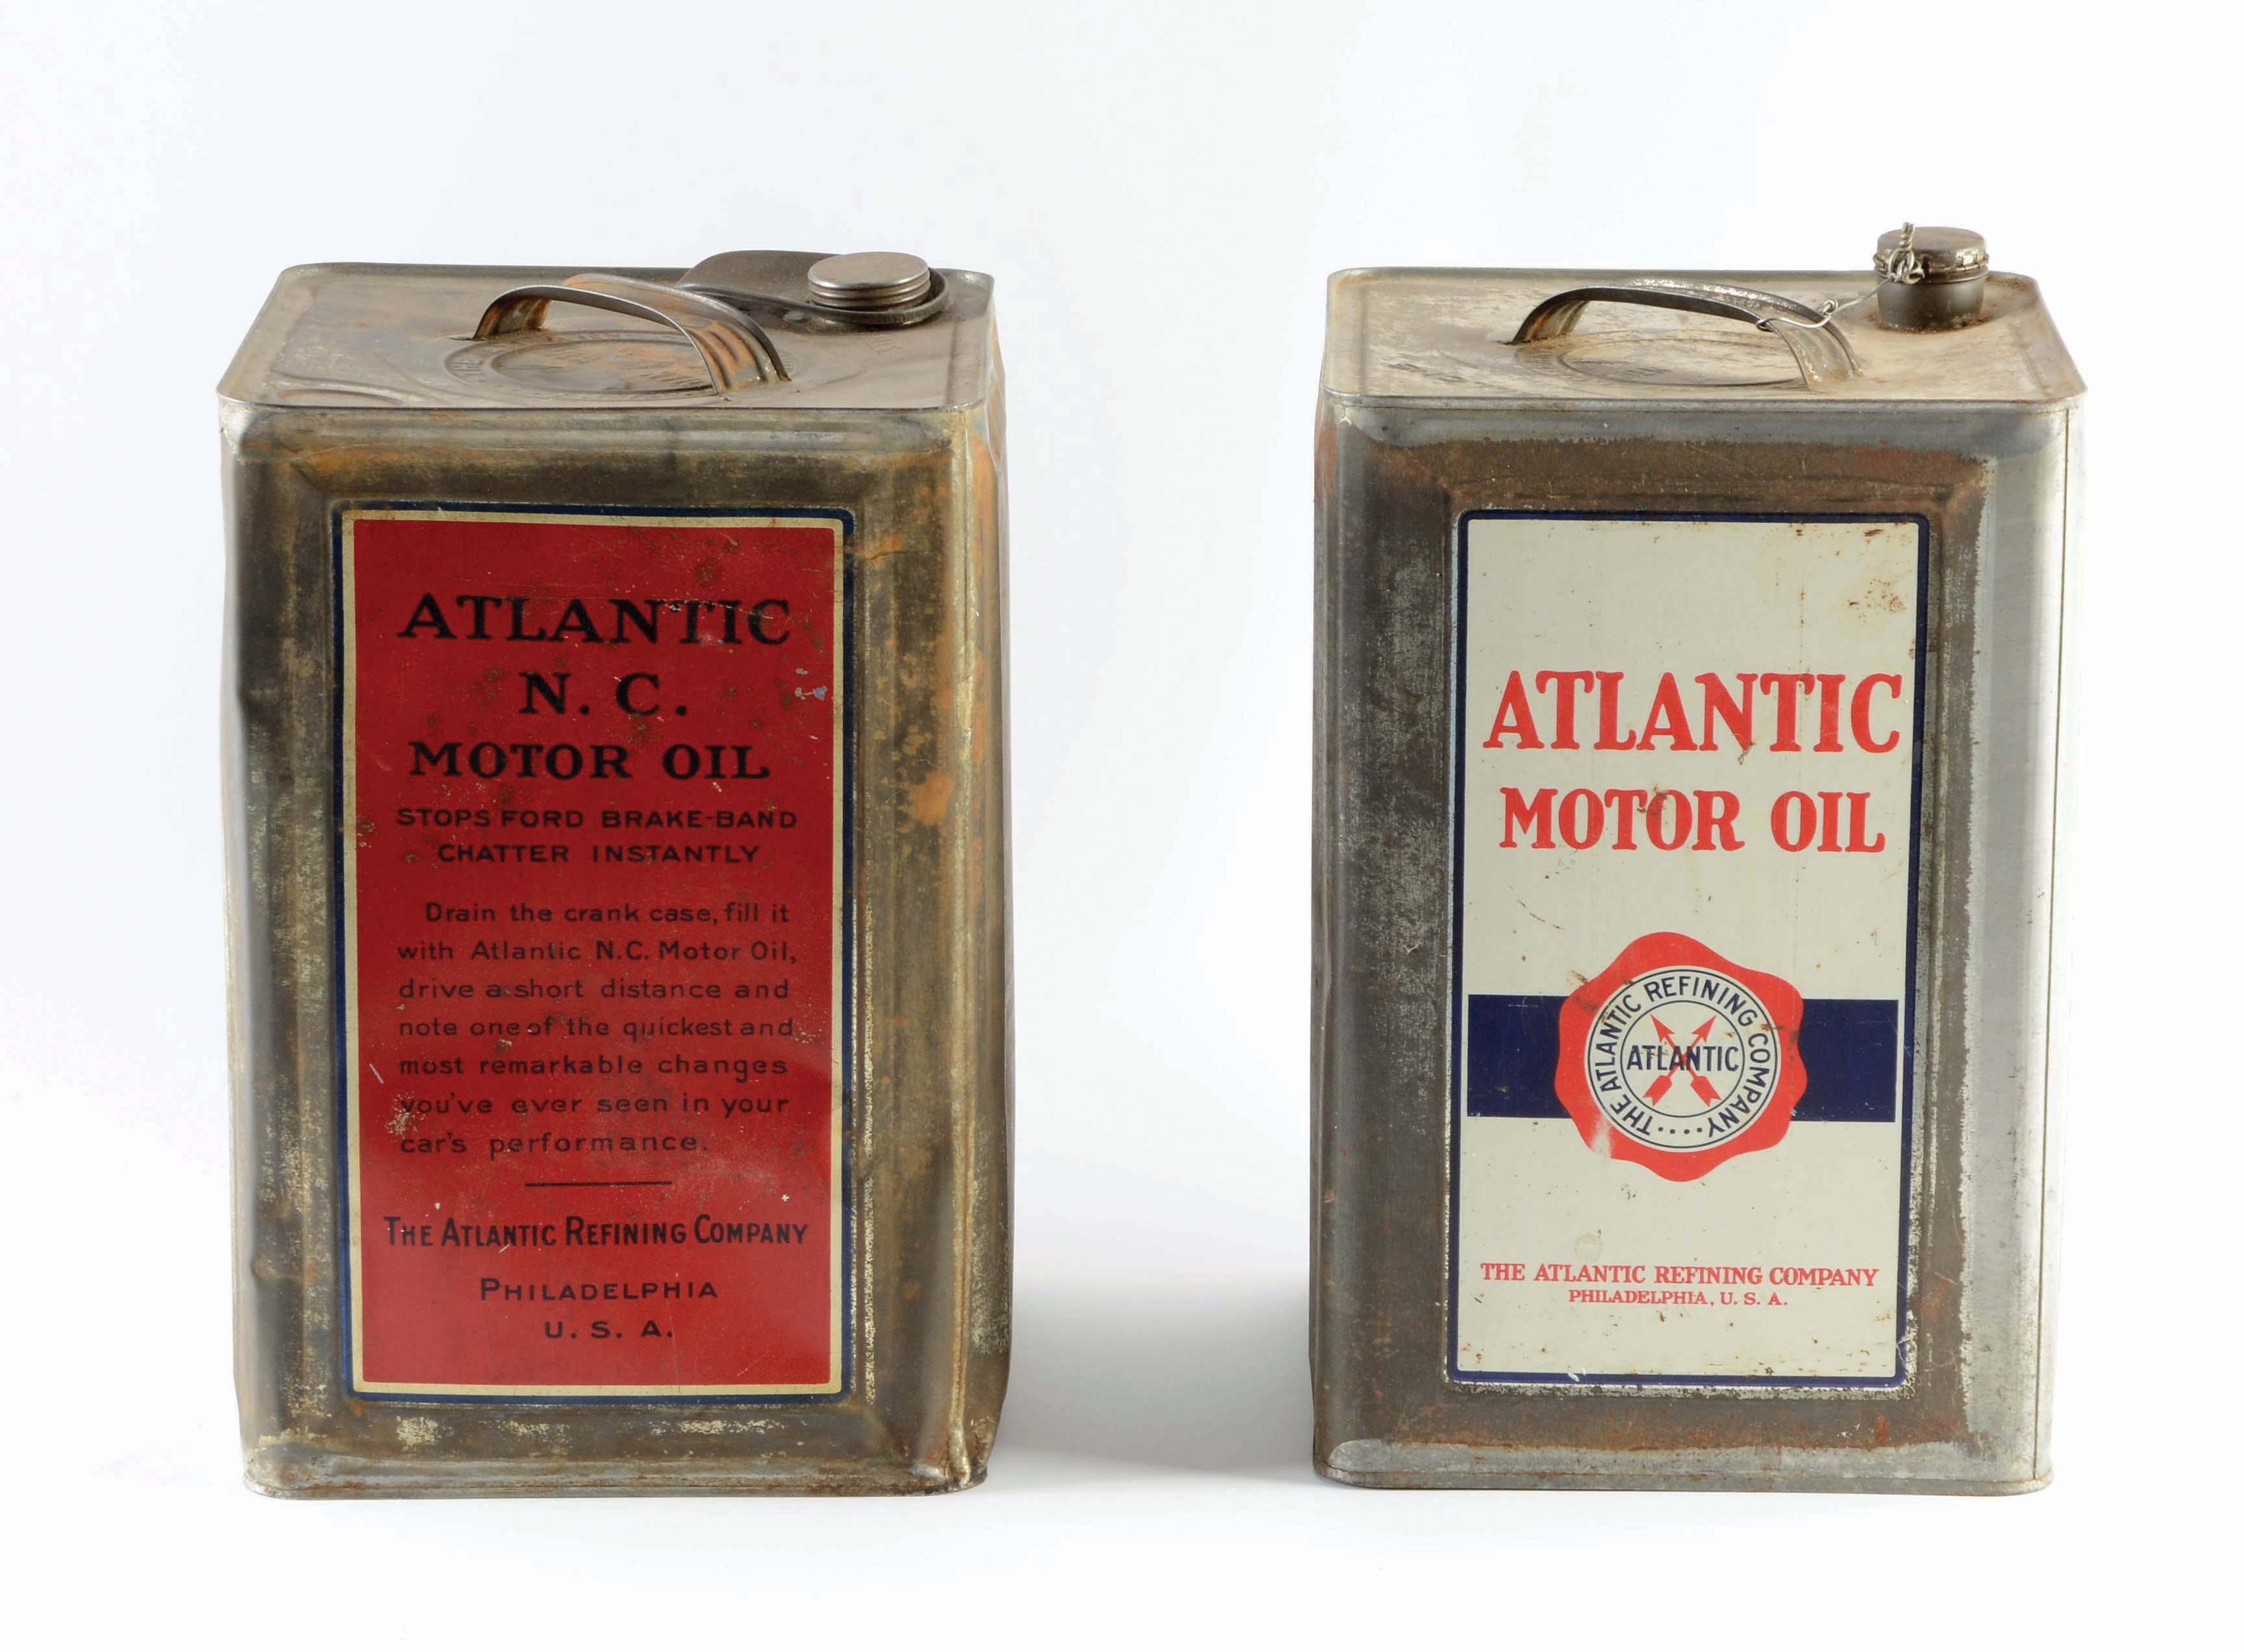 ATLANTIC
N. C.
MOTOR OIL
STOPS FORD BRAKE-BAND
CHATTER INSTANTLY
Drain the crank case, fill it
with Atlantic N.C. Motor Oil,
drive a short distance and
note one of the quickest and
most remarkable changes
you've ever seen in your
car's performance.
THE ATLANTIC REFINING COMPANY
PHILADELPHIA
U. S. A.
ATLANTIC
MOTOR OIL
THE ATLANTIC REFINING COMPANY....
ATLANTIC
THE ATLANTIC REFINING COMPANY
PHILADELPHIA, U. S. A.